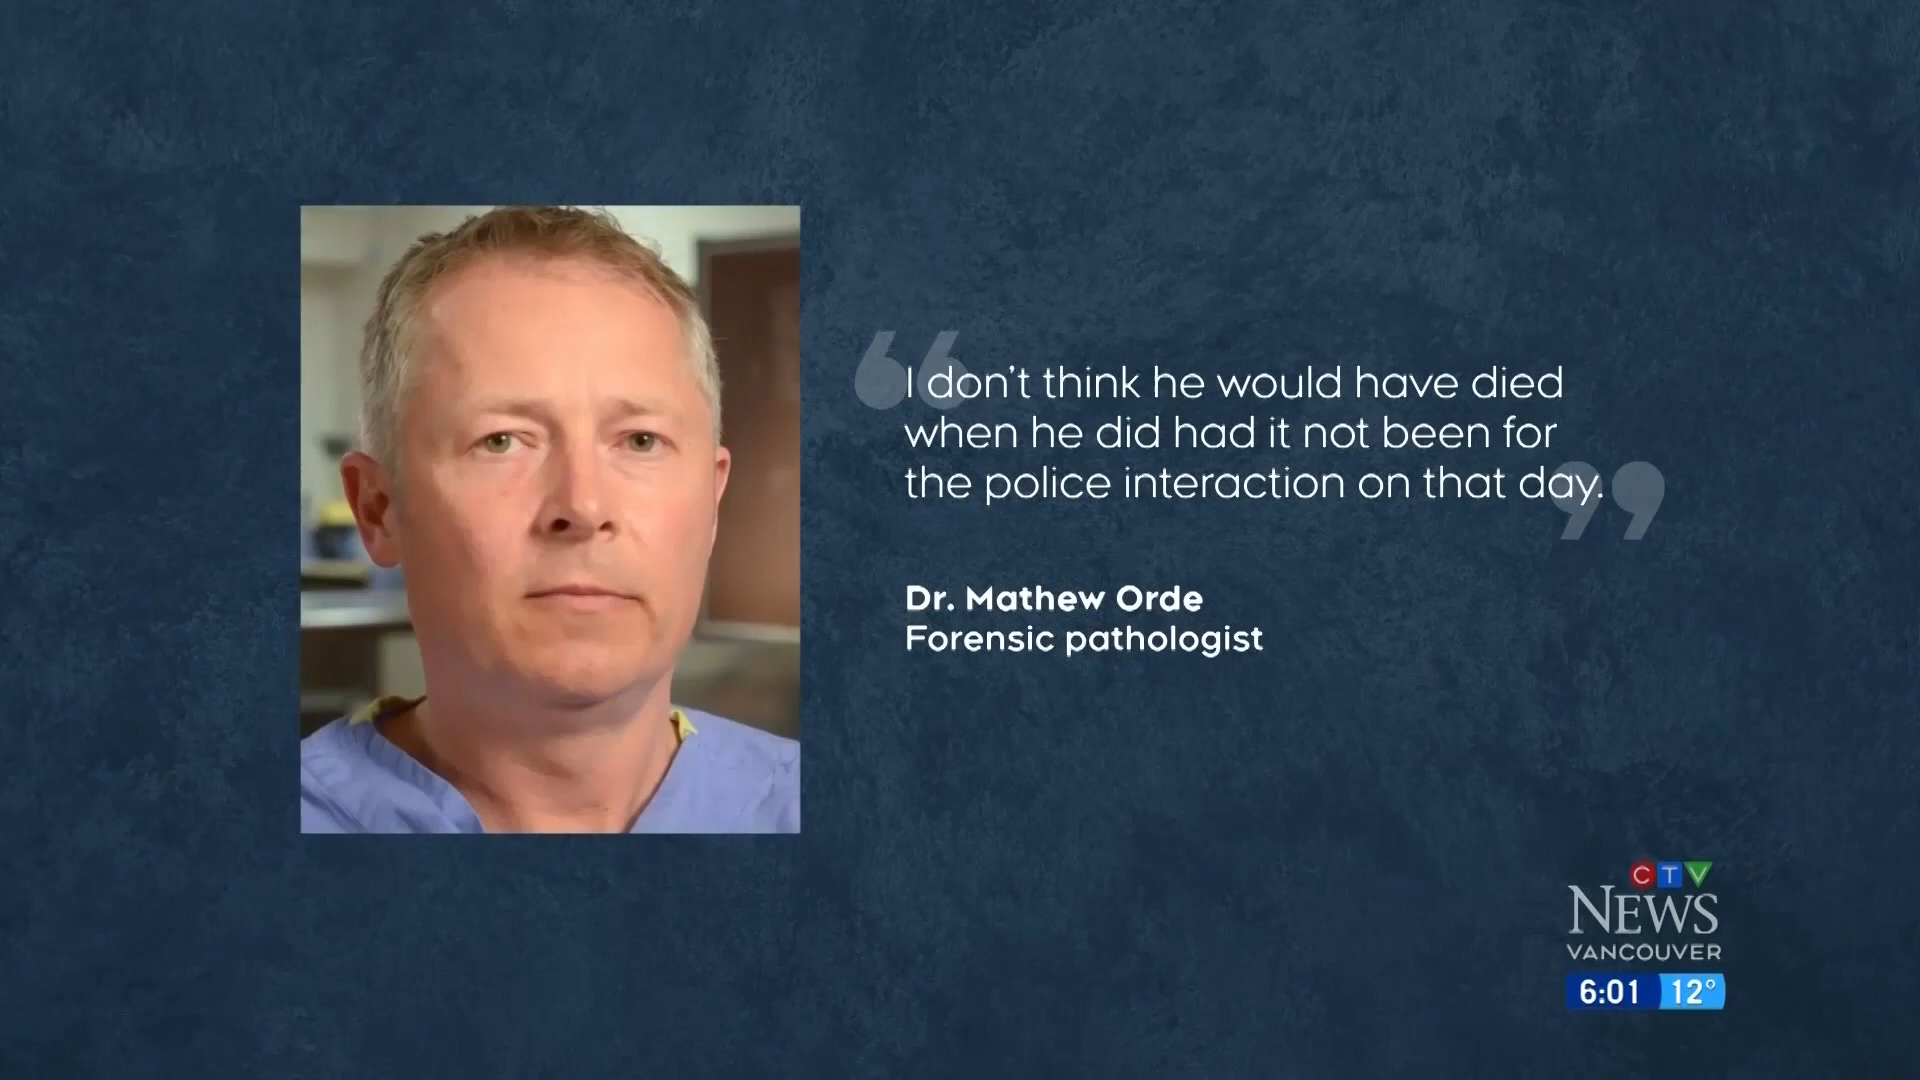 “I don’t think he would have died
when he did had it not been for
the police interaction on that day.”
Dr. Mathew Orde
Forensic pathologist
CTV
NEWS
VANCOUVER
6:01 12°